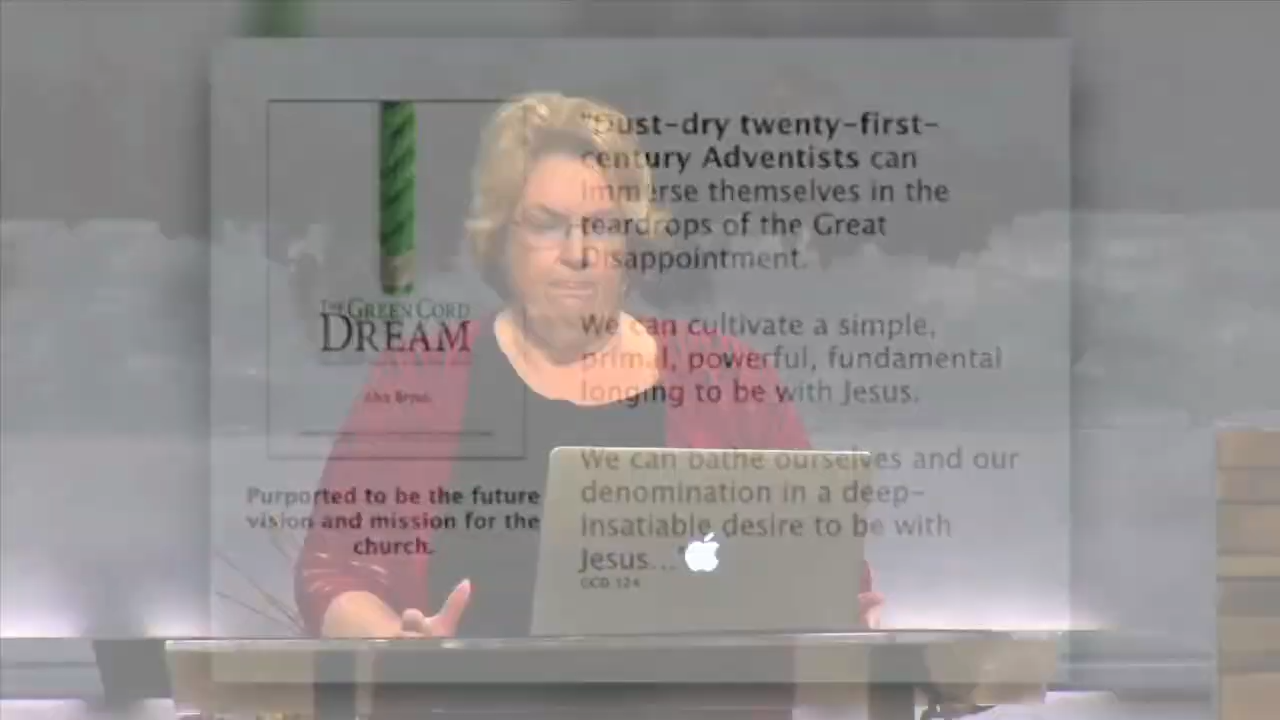 THE GREEN CORD
DREAM
Alex Bryan
Purported to be the future
vision and mission for the
church.
"Dust-dry twenty-first-
century Adventists can
immerse themselves in the
teardrops of the Great
Disappointment.
We can cultivate a simple,
primal, powerful, fundamental
longing to be with Jesus.
We can bathe ourselves and our
denomination in a deep-
insatiable desire to be with
Jesus..."
GCD 124